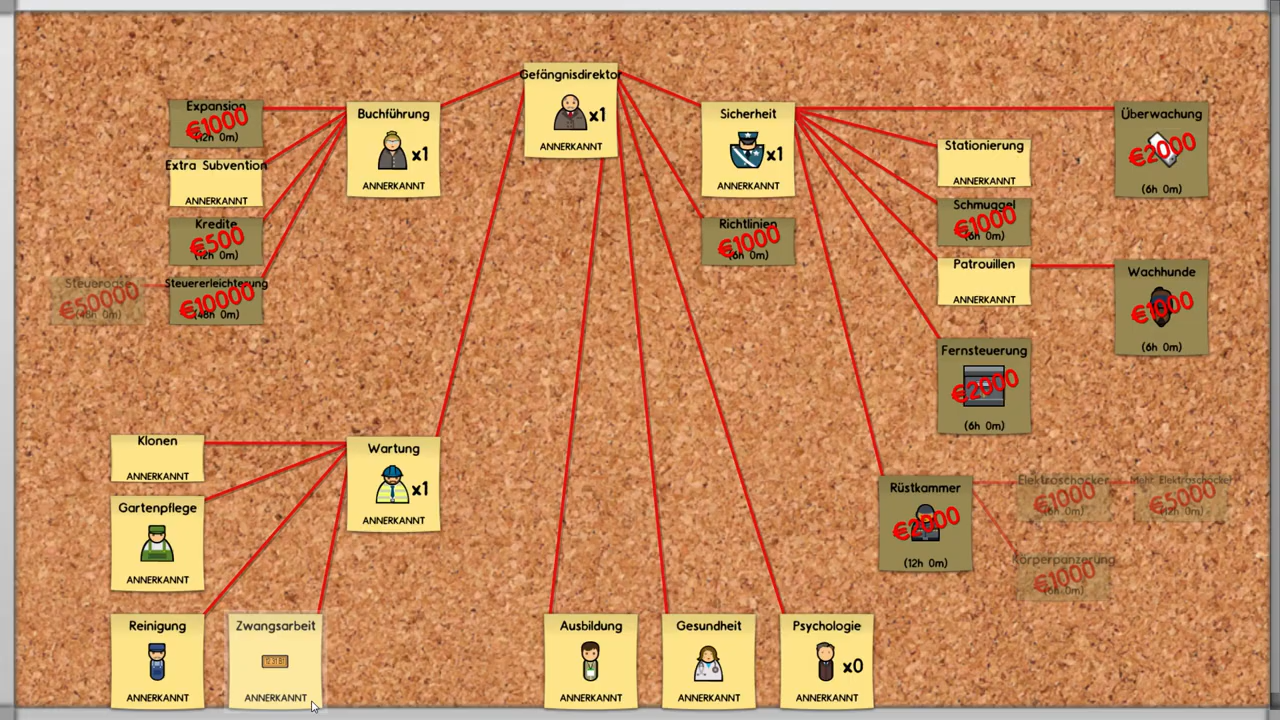 Gefängnisdirektor
x1
ANNERKANNT
Expansion
€1000
(12h 0m)
Extra Subvention
ANNERKANNT
Kredite
€500
(12h 0m)
Steueroase
€50000
(48h 0m)
Steuererleichterung
€10000
(48h 0m)
Buchführung
x1
ANNERKANNT
Sicherheit
x1
ANNERKANNT
Richtlinien
€1000
(6h 0m)
Stationierung
ANNERKANNT
Schmuggel
€1000
(6h 0m)
Patrouillen
ANNERKANNT
Fernsteuerung
€2000
(6h 0m)
Überwachung
€2000
(6h 0m)
Wachhunde
€1000
(6h 0m)
Klonen
ANNERKANNT
Gartenpflege
ANNERKANNT
Wartung
x1
ANNERKANNT
Rüstkammer
€2000
(12h 0m)
Elektroschocker
€1000
(6h 0m)
Mehr Elektroschocker
€5000
(12h 0m)
Körperpanzerung
€1000
(6h 0m)
Reinigung
ANNERKANNT
Zwangsarbeit
ANNERKANNT
Ausbildung
ANNERKANNT
Gesundheit
ANNERKANNT
Psychologie
x0
ANNERKANNT